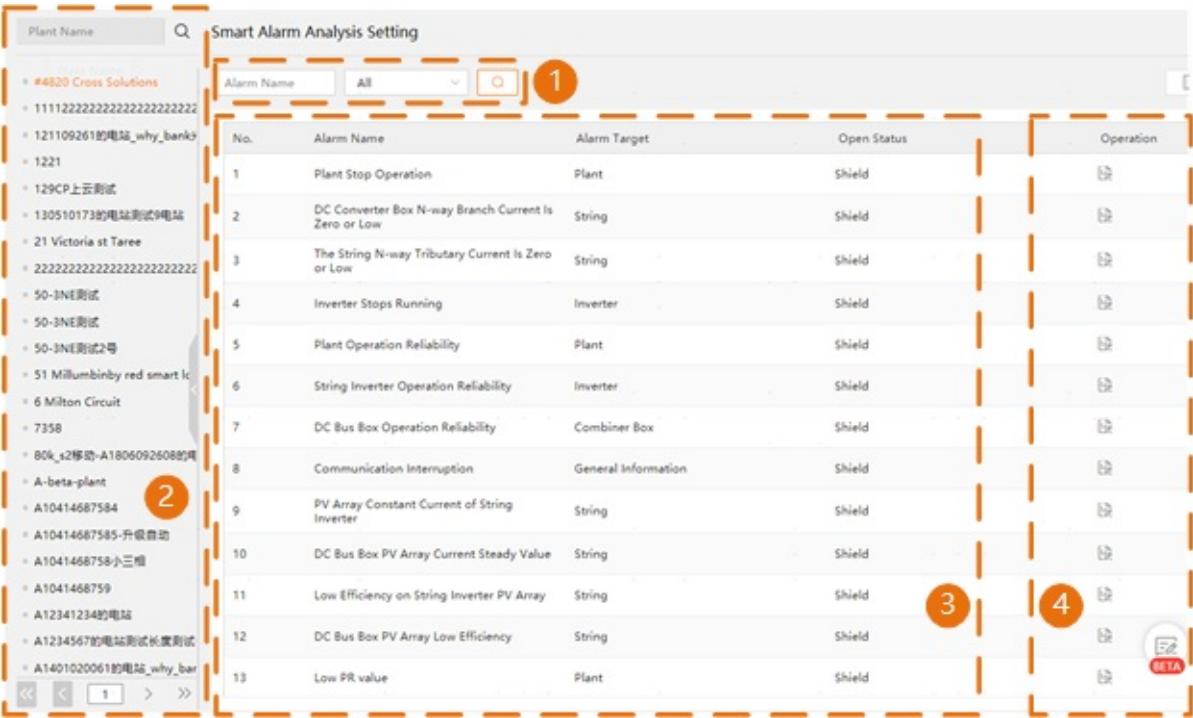 Plant Name
Smart Alarm Analysis Setting
Alarm Name
All
1
#4820 Cross Solutions
11112222222222222222222222
121109261的电站_why_bank
1221
129CP上云测试
130510173的电站测试9电站
21 Victoria st Taree
50-3NE测试
50-3NE测试
50-3NE测试2号
51 Millumbinby red smart lc
6 Milton Circuit
7358
80k_s2移动-A1806092608的电
A-beta-plant
A10414687584
A10414687585-升级自动
A1041468758小三相
A1041468759
A12341234的电站
A1234567的电站测试长度测试
A1401020061的电站_why_bar
2
<< < 1 > >>
No. Alarm Name Alarm Target Open Status Operation
1 Plant Stop Operation Plant Shield
2 DC Converter Box N-way Branch Current Is Zero or Low String Shield
3 The String N-way Tributary Current Is Zero or Low String Shield
4 Inverter Stops Running Inverter Shield
5 Plant Operation Reliability Plant Shield
6 String Inverter Operation Reliability Inverter Shield
7 DC Bus Box Operation Reliability Combiner Box Shield
8 Communication Interruption General Information Shield
9 PV Array Constant Current of String Inverter String Shield
10 DC Bus Box PV Array Current Steady Value String Shield
11 Low Efficiency on String Inverter PV Array String Shield
12 DC Bus Box PV Array Low Efficiency String Shield
13 Low PR value Plant Shield
3
4
BETA